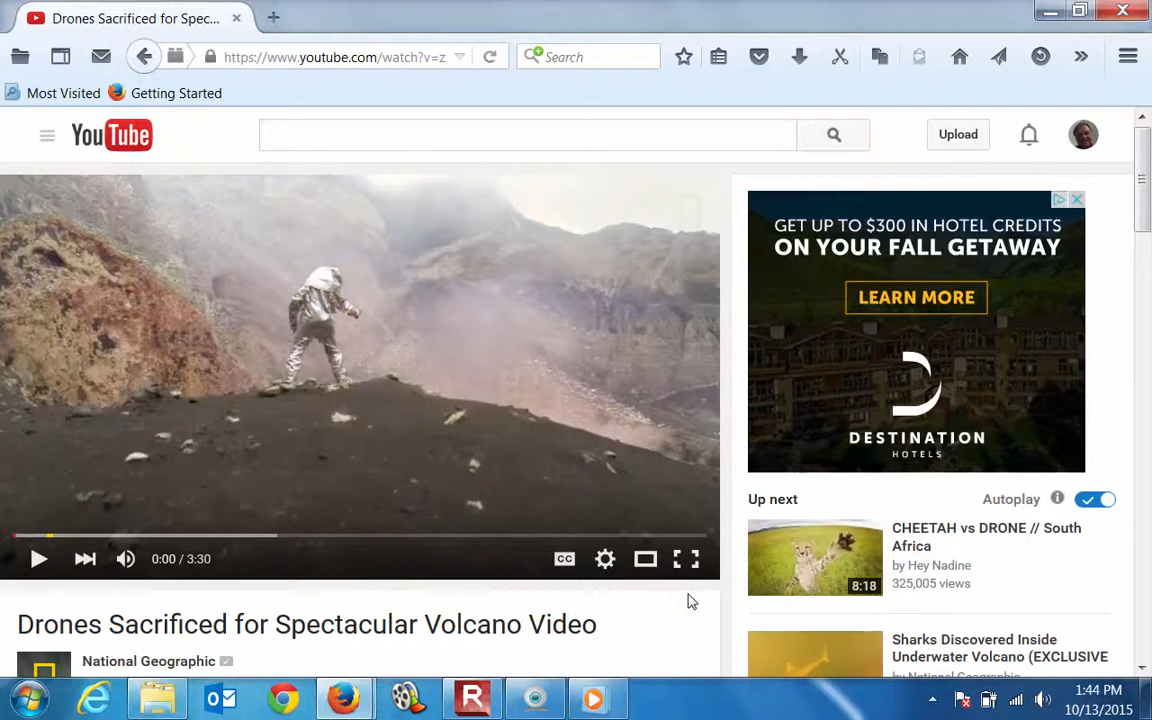 Drones Sacrificed for Spec...
https://www.youtube.com/watch?v=z
Search
Most Visited
Getting Started
YouTube
Upload
GET UP TO $300 IN HOTEL CREDITS
ON YOUR FALL GETAWAY
LEARN MORE
DESTINATION
HOTELS
Up next
Autoplay
CHEETAH vs DRONE // South
Africa
by Hey Nadine
325,005 views
8:18
CC
0:00 / 3:30
Drones Sacrificed for Spectacular Volcano Video
National Geographic
Sharks Discovered Inside
Underwater Volcano (EXCLUSIVE
by National Geographic
1:44 PM
10/13/2015